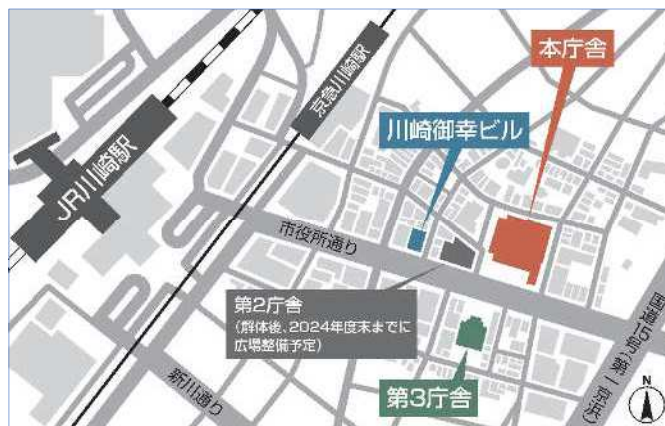 本庁舎
川崎御幸ビル
京急川崎駅
JR川崎駅
市役所通り
第2庁舎
(解体後、2024年度末までに
広場整備予定)
第3庁舎
新川通り
国道15号(第一京浜)
N